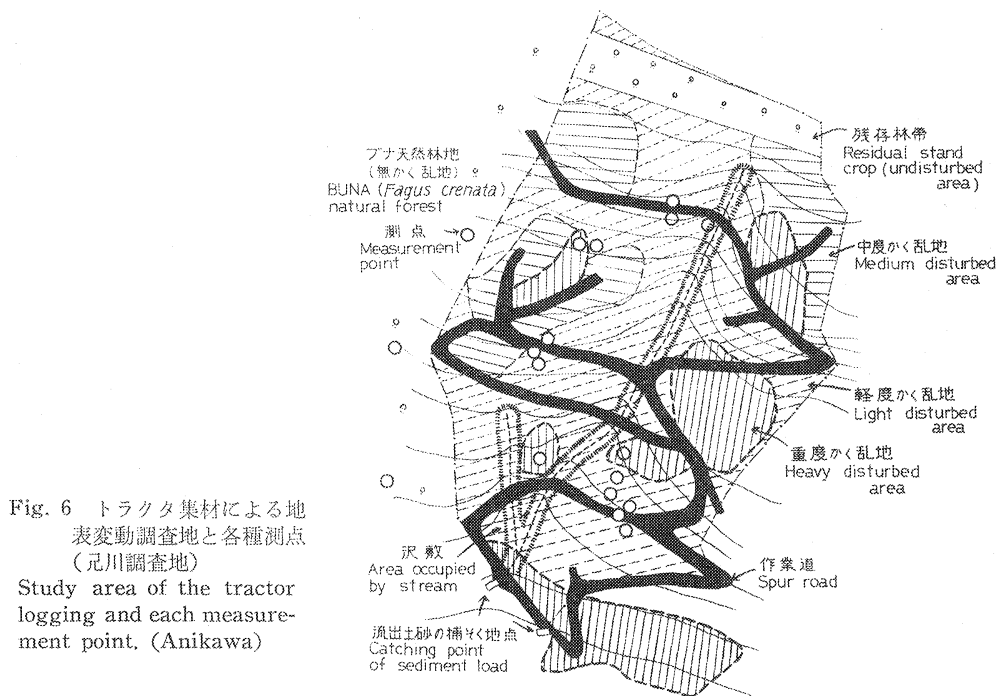 残存林帯
Residual stand
crop (undisturbed
area)
ブナ天然林地
(無かく乱地)
BUNA (Fagus crenata)
natural forest
測点
Measurement
point
中度かく乱地
Medium disturbed
area
軽度かく乱地
Light disturbed
area
重度かく乱地
Heavy disturbed
area
Fig. 6 トラクタ集材による地
表変動調査地と各種測点
(兄川調査地)
Study area of the tractor
logging and each measure-
ment point. (Anikawa)
沢敷
Area occupied
by stream
作業道
Spur road
流出土砂の捕そく地点
Catching point
of sediment load